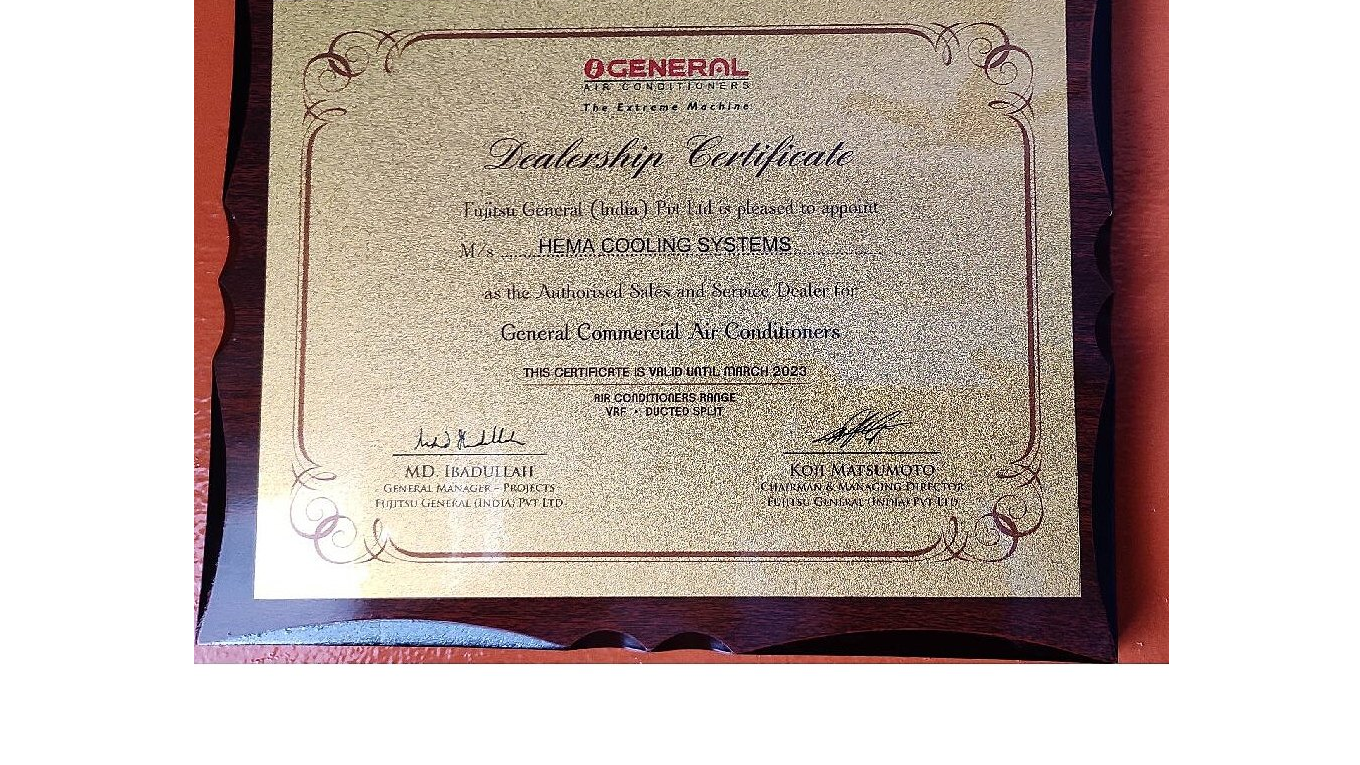 GENERAL
AIR CONDITIONERS
The Extreme Machine
Dealership Certificate
Fujitsu General (India) Pvt Ltd is pleased to appoint
M/s ......HEMA COOLING SYSTEMS..................
as the Authorised Sales and Service Dealer for
General Commercial Air Conditioners
THIS CERTIFICATE IS VALID UNTIL MARCH 2023
AIR CONDITIONERS RANGE
VRF • DUCTED SPLIT
MD. IBADULLAH
GENERAL MANAGER – PROJECTS
FUJITSU GENERAL (INDIA) PVT LTD
KOJI MATSUMOTO
CHAIRMAN & MANAGING DIRECTOR
FUJITSU GENERAL (INDIA) PVT LTD